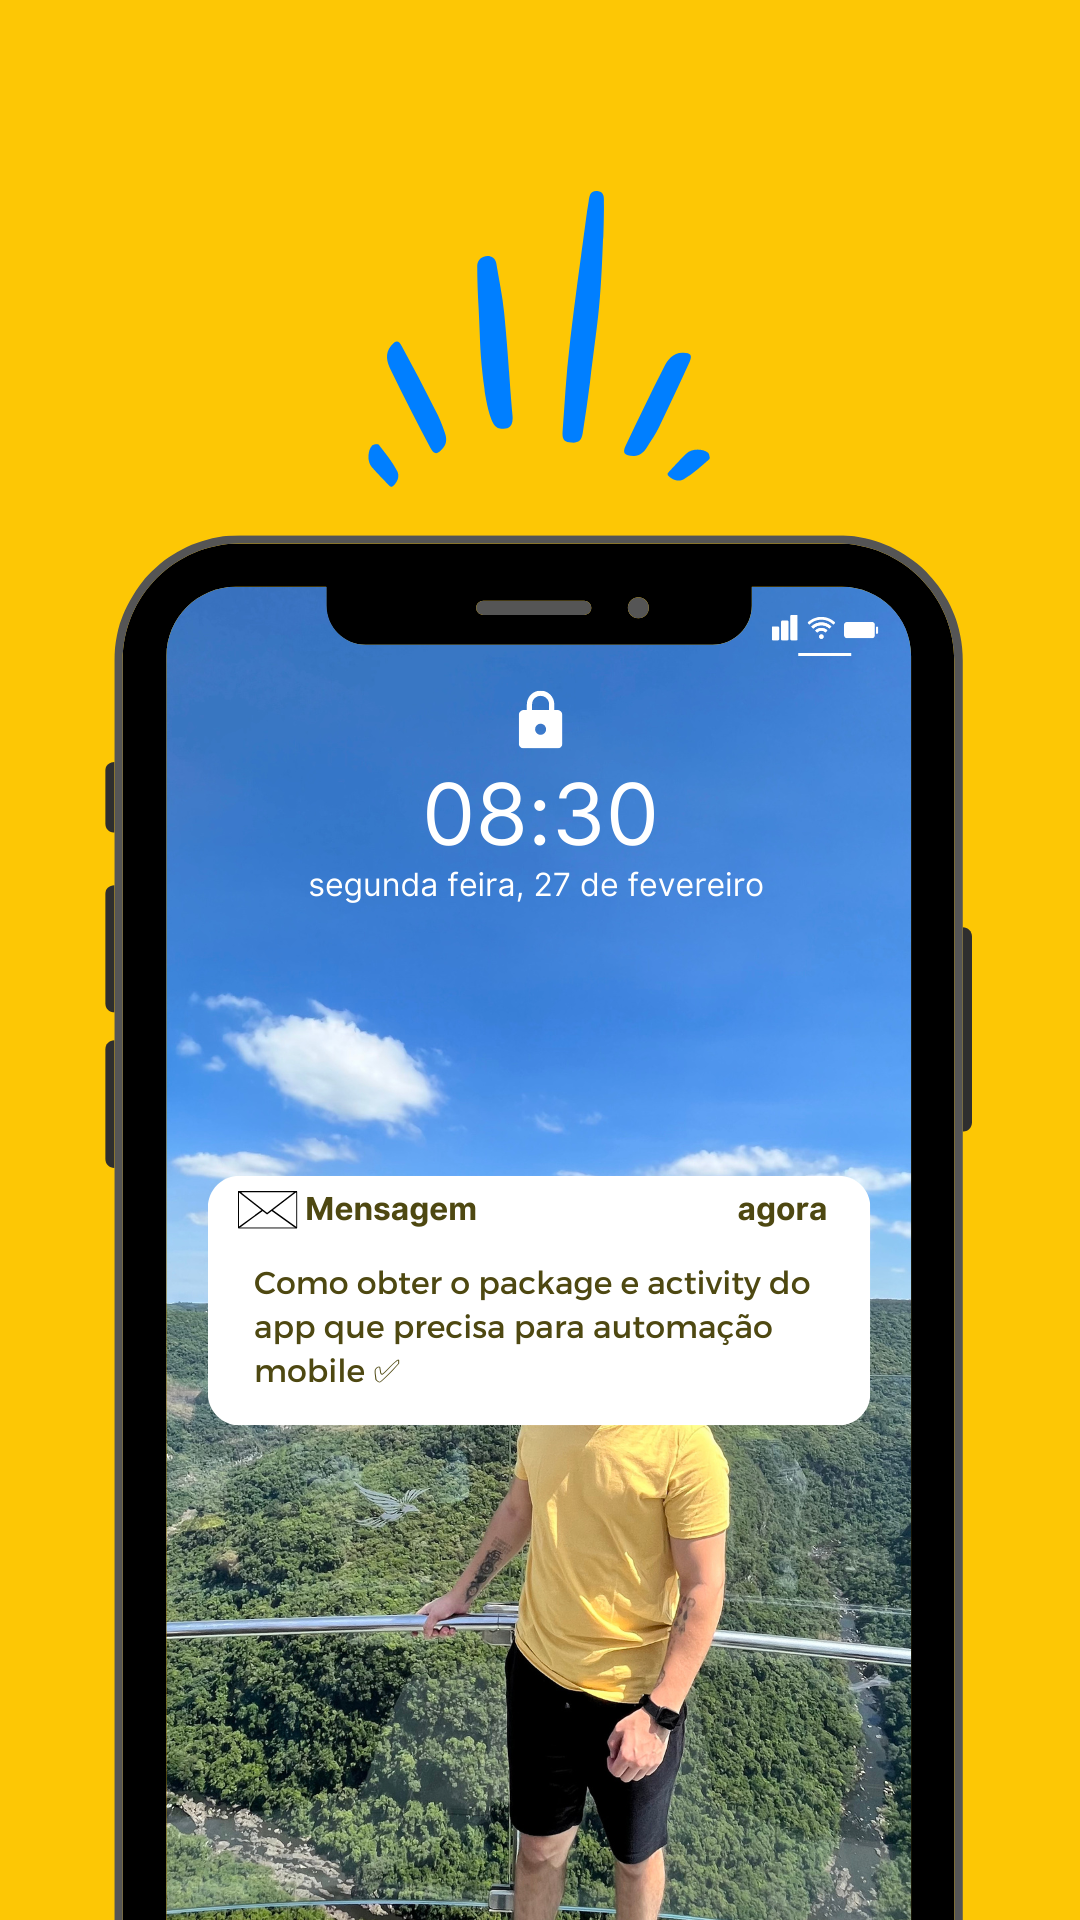 08:30
segunda feira, 27 de fevereiro
Mensagem agora
Como obter o package e activity do
app que precisa para automação
mobile ✅